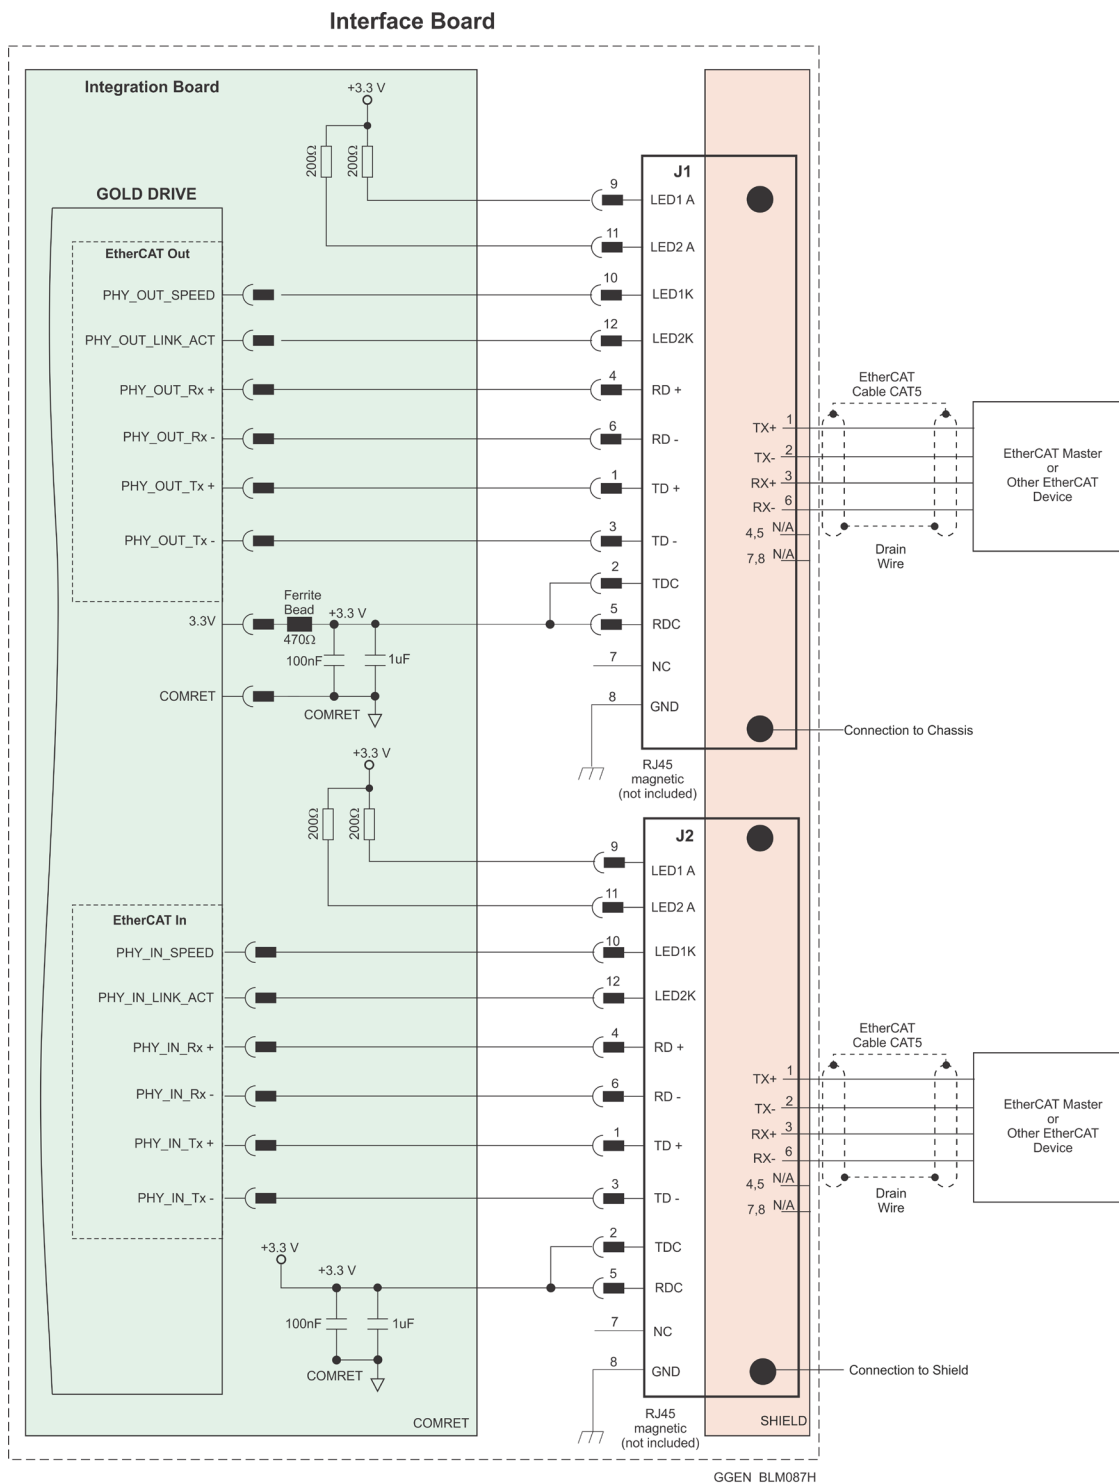 Interface Board
Integration Board
+3.3 V
200Ω
200Ω
GOLD DRIVE
EtherCAT Out
PHY_OUT_SPEED
PHY_OUT_LINK_ACT
PHY_OUT_Rx +
PHY_OUT_Rx -
PHY_OUT_Tx +
PHY_OUT_Tx -
3.3V
Ferrite
Bead
470Ω
+3.3 V
100nF
1uF
COMRET
COMRET
J1
9
LED1 A
11
LED2 A
10
LED1K
12
LED2K
4
RD +
6
RD -
1
TD +
3
TD -
2
TDC
5
RDC
7
NC
8
GND
TX+ 1
TX- 2
RX+ 3
RX- 6
4,5 N/A
7,8 N/A
EtherCAT
Cable CAT5
Drain
Wire
EtherCAT Master
or
Other EtherCAT
Device
Connection to Chassis
RJ45
magnetic
(not included)
+3.3 V
200Ω
200Ω
EtherCAT In
PHY_IN_SPEED
PHY_IN_LINK_ACT
PHY_IN_Rx +
PHY_IN_Rx -
PHY_IN_Tx +
PHY_IN_Tx -
+3.3 V
+3.3 V
100nF
1uF
COMRET
COMRET
J2
9
LED1 A
11
LED2 A
10
LED1K
12
LED2K
4
RD +
6
RD -
1
TD +
3
TD -
2
TDC
5
RDC
7
NC
8
GND
TX+ 1
TX- 2
RX+ 3
RX- 6
4,5 N/A
7,8 N/A
EtherCAT
Cable CAT5
Drain
Wire
EtherCAT Master
or
Other EtherCAT
Device
Connection to Shield
RJ45
magnetic
(not included)
SHIELD
GGEN_BLM087H